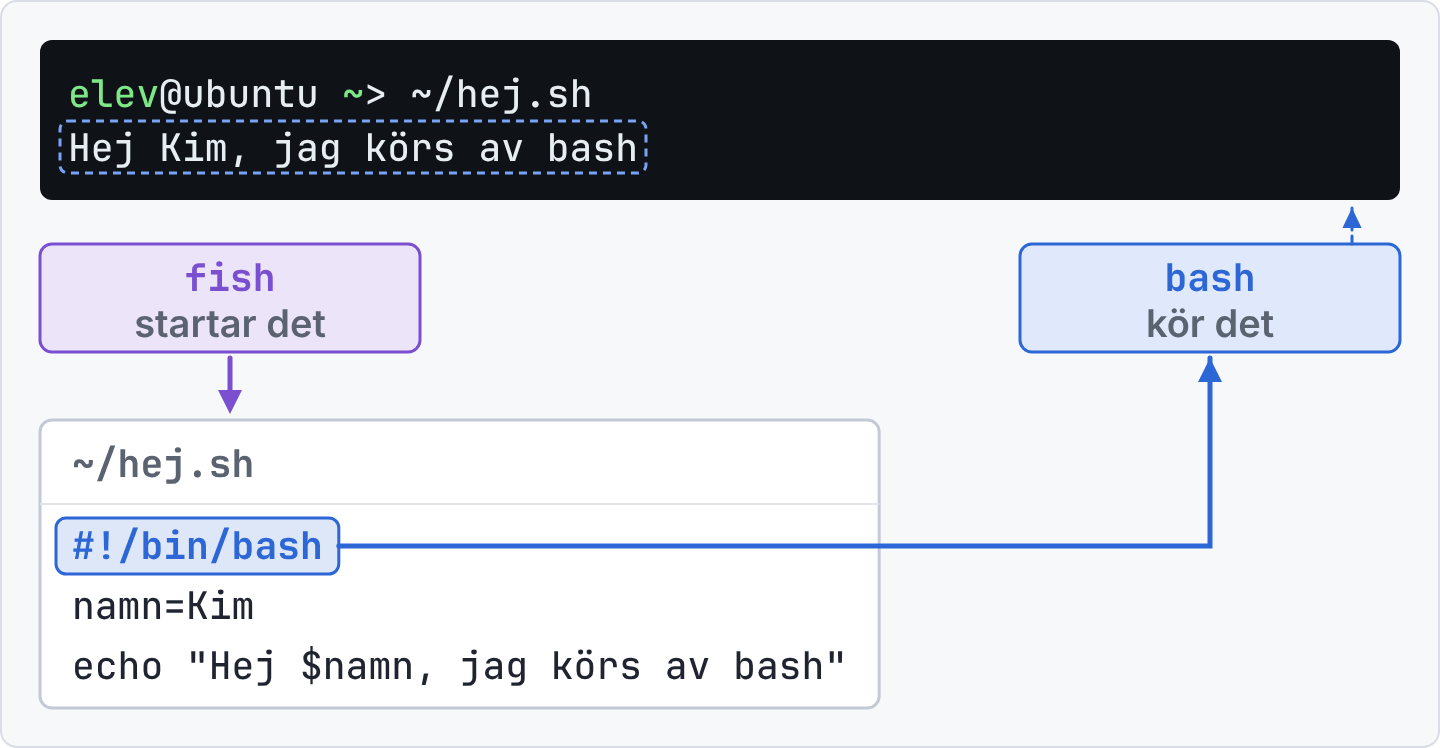 elev@ubuntu ~> ~/hej.sh
Hej Kim, jag körs av bash
fish
startar det
bash
kör det
~/hej.sh
#!/bin/bash
namn=Kim
echo "Hej $namn, jag körs av bash"